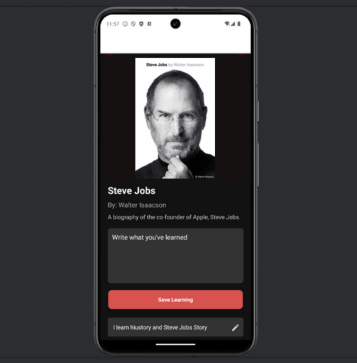 11:57
Steve Jobs by Walter Isaacson
Steve Jobs
By: Walter Isaacson
A biography of the co-founder of Apple, Steve Jobs.
Write what you've learned
Save Learning
I learn hiustory and Steve Jobs Story